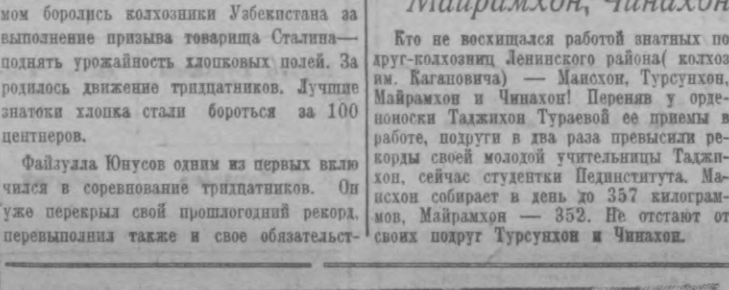 мом боролись колхозники Узбекистана за
выполнение призыва товарища Сталина—
поднять урожайность хлопковых полей. За
родилось движение тридцатников. Лучшие
знатоки хлопка стали бороться за 100
центнеров.
Файзулла Юнусов одним из первых вклю
чился в соревнование тридцатников. Он
уже перекрыл свой прошлогодний рекорд,
перевыполнил также и свое обязательст-
Майрамхон, Чинахон
Кто не восхищался работой знатных по
друг-колхозниц Ленинского района( колхоз
им. Кагановича) — Маисхон, Турсунхон,
Майрамхон и Чинахон! Переняв у орде-
ноноски Таджихон Тураевой ее приемы в
работе, подруги в два раза превысили ре-
корды своей молодой учительницы Таджи-
хон, сейчас студентки Пединститута. Ма-
исхон собирает в день до 357 килограм-
мов, Майрамхон — 352. Не отстают от
своих подруг Турсунхон и Чинахон.